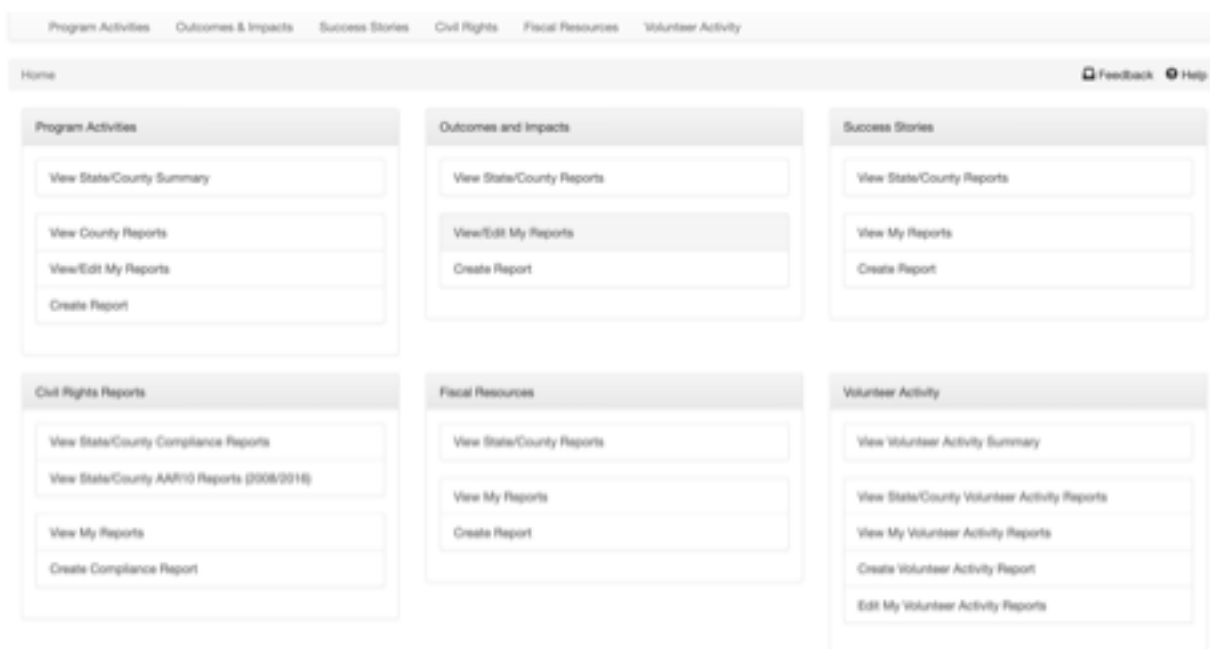 Program Activities Outcomes & Impacts Success Stories Civil Rights Fiscal Resources Volunteer Activity
Home Feedback Help
Program Activities
View State/County Summary
View County Reports
View/Edit My Reports
Create Report
Outcomes and Impacts
View State/County Reports
View/Edit My Reports
Create Report
Success Stories
View State/County Reports
View My Reports
Create Report
Civil Rights Reports
View State/County Compliance Reports
View State/County AAR10 Reports (2008/2016)
View My Reports
Create Compliance Report
Fiscal Resources
View State/County Reports
View My Reports
Create Report
Volunteer Activity
View Volunteer Activity Summary
View State/County Volunteer Activity Reports
View My Volunteer Activity Reports
Create Volunteer Activity Report
Edit My Volunteer Activity Reports